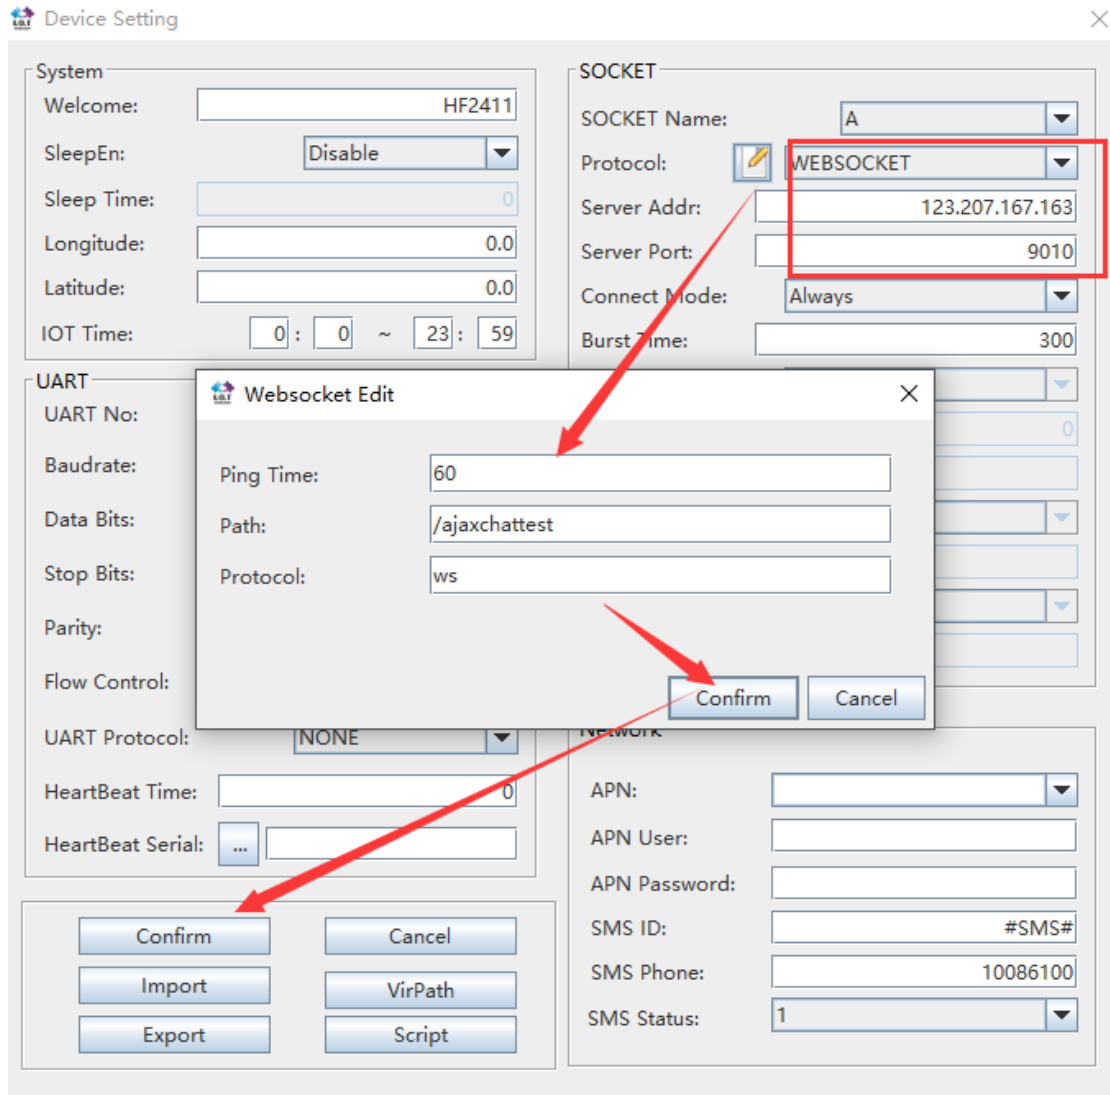 Device Setting
System
Welcome: HF2411
SleepEn: Disable
Sleep Time: 0
Longitude: 0.0
Latitude: 0.0
IOT Time: 0 : 0 ~ 23 : 59
SOCKET
SOCKET Name: A
Protocol: WEBSOCKET
Server Addr: 123.207.167.163
Server Port: 9010
Connect Mode: Always
Burst Time: 300
0
UART
UART No:
Baudrate:
Data Bits:
Stop Bits:
Parity:
Flow Control:
UART Protocol: NONE
HeartBeat Time: 0
HeartBeat Serial: ...
Websocket Edit
Ping Time: 60
Path: /ajaxchattest
Protocol: ws
Confirm Cancel
Network
APN:
APN User:
APN Password:
SMS ID: #SMS#
SMS Phone: 10086100
SMS Status: 1
Confirm Cancel
Import VirPath
Export Script